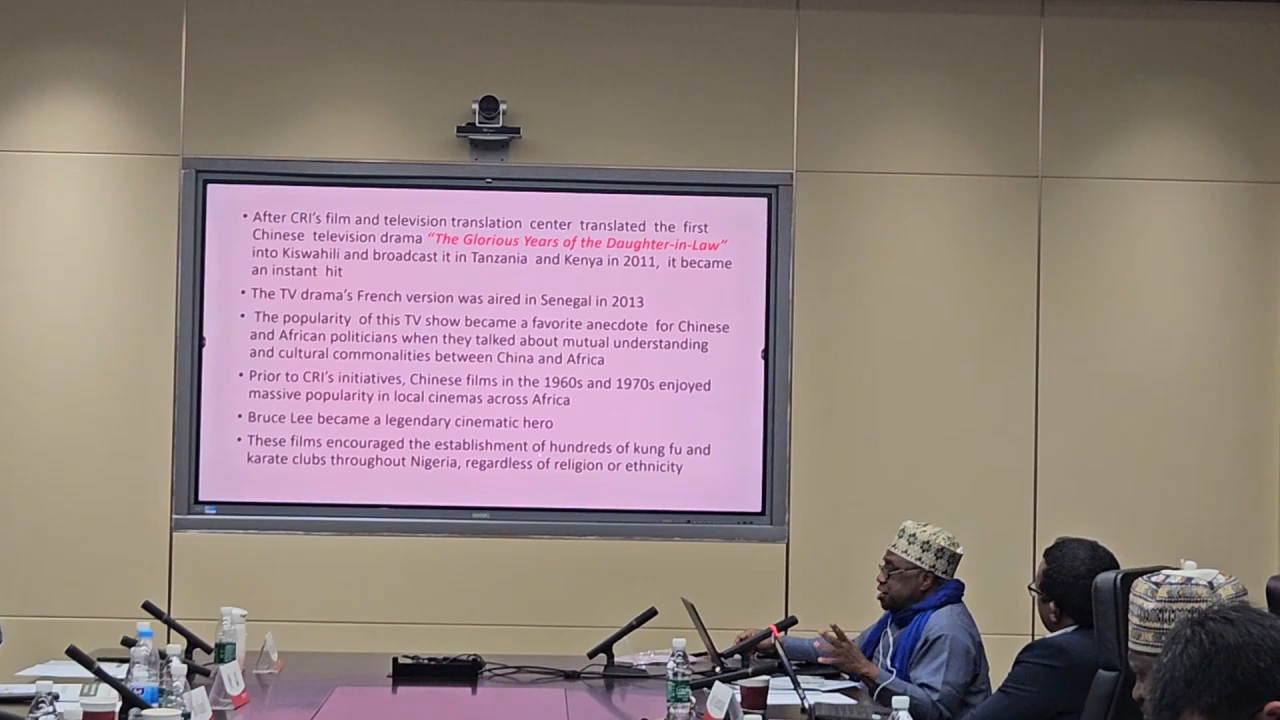 • After CRI's film and television translation center translated the first
Chinese television drama "The Glorious Years of the Daughter-in-Law"
into Kiswahili and broadcast it in Tanzania and Kenya in 2011, it became
an instant hit
• The TV drama's French version was aired in Senegal in 2013
• The popularity of this TV show became a favorite anecdote for Chinese
and African politicians when they talked about mutual understanding
and cultural commonalities between China and Africa
• Prior to CRI's initiatives, Chinese films in the 1960s and 1970s enjoyed
massive popularity in local cinemas across Africa
• Bruce Lee became a legendary cinematic hero
• These films encouraged the establishment of hundreds of kung fu and
karate clubs throughout Nigeria, regardless of religion or ethnicity